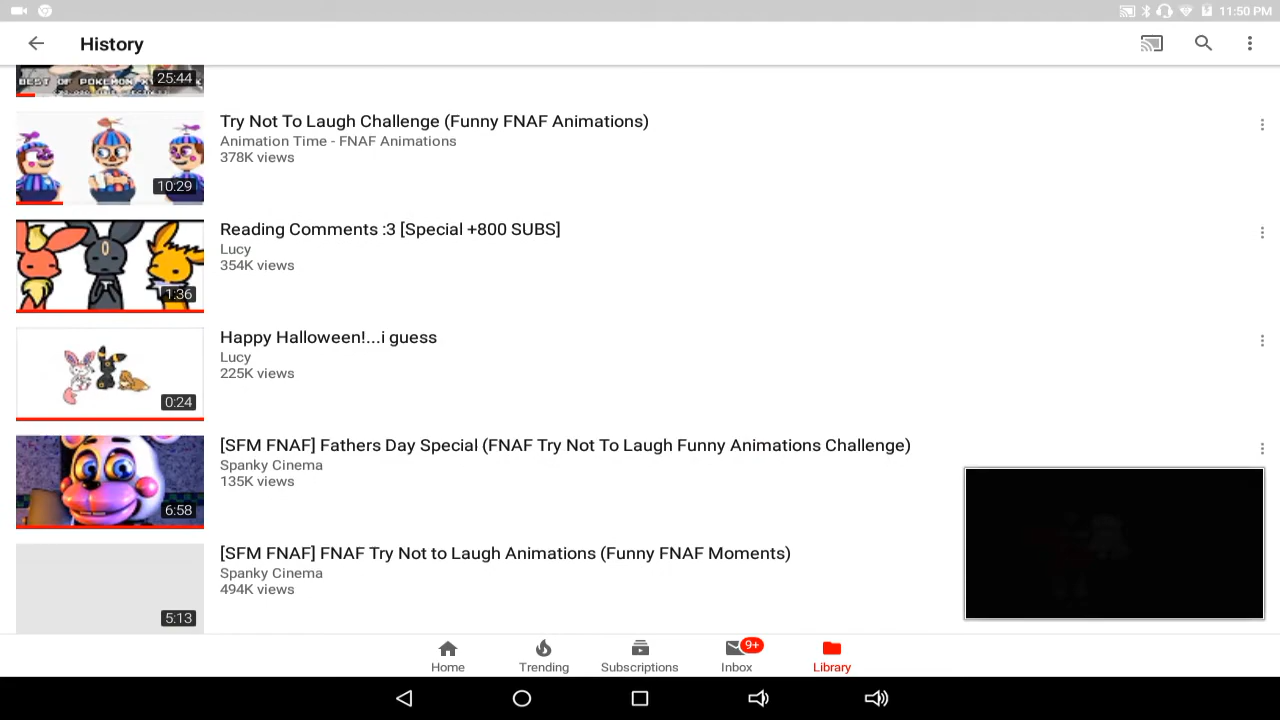 11:50 PM
History
BEST OF POKEMON
25:44
Try Not To Laugh Challenge (Funny FNAF Animations)
Animation Time - FNAF Animations
378K views
10:29
Reading Comments :3 [Special +800 SUBS]
Lucy
354K views
1:36
Happy Halloween!...i guess
Lucy
225K views
0:24
[SFM FNAF] Fathers Day Special (FNAF Try Not To Laugh Funny Animations Challenge)
Spanky Cinema
135K views
6:58
[SFM FNAF] FNAF Try Not to Laugh Animations (Funny FNAF Moments)
Spanky Cinema
494K views
5:13
9+
Home Trending Subscriptions Inbox Library